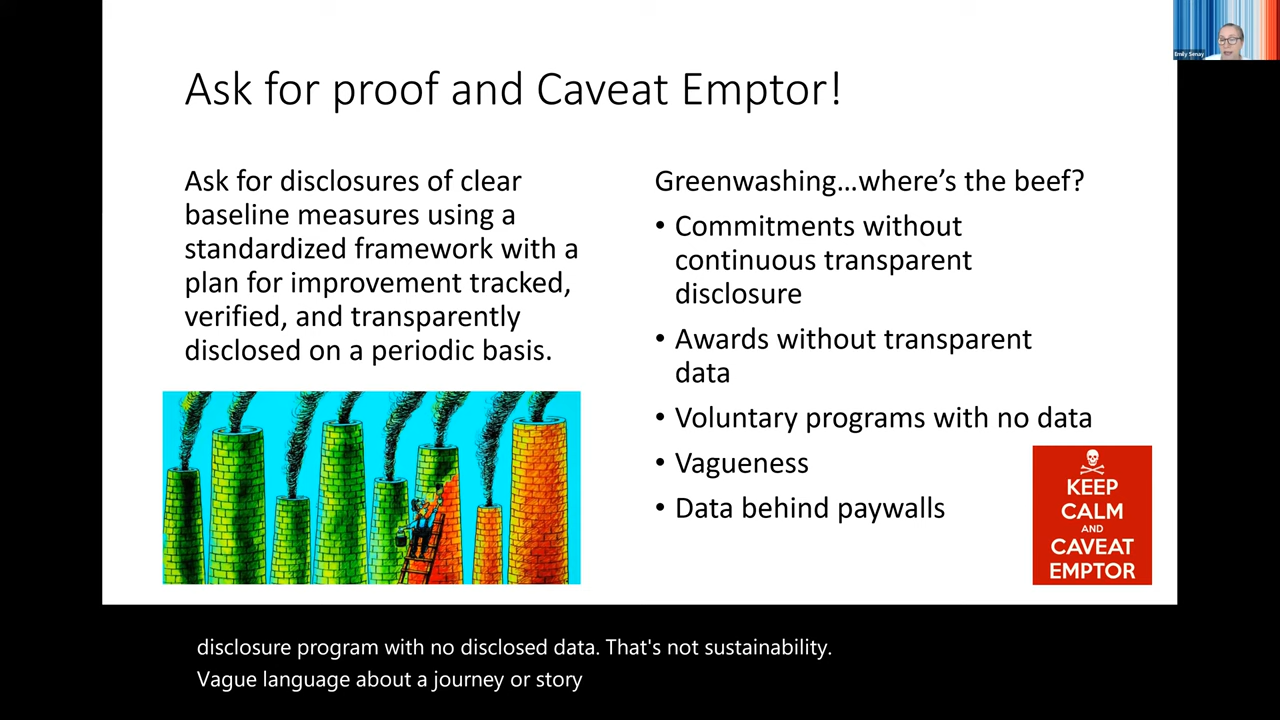 Ask for proof and Caveat Emptor!
Ask for disclosures of clear
baseline measures using a
standardized framework with a
plan for improvement tracked,
verified, and transparently
disclosed on a periodic basis.
Greenwashing…where’s the beef?
• Commitments without
continuous transparent
disclosure
• Awards without transparent
data
• Voluntary programs with no data
• Vagueness
• Data behind paywalls
KEEP
CALM
AND
CAVEAT
EMPTOR
Emily Senay
disclosure program with no disclosed data. That's not sustainability.
Vague language about a journey or story